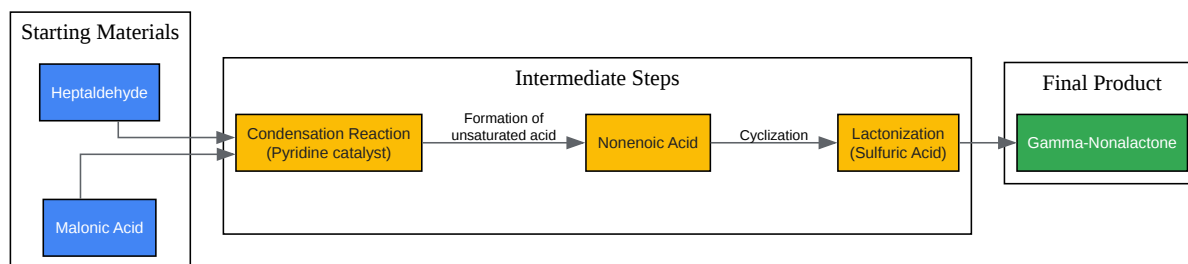 Starting Materials
Heptaldehyde
Malonic Acid
Intermediate Steps
Condensation Reaction
(Pyridine catalyst)
Formation of
unsaturated acid
Nonenoic Acid
Cyclization
Lactonization
(Sulfuric Acid)
Final Product
Gamma-Nonalactone